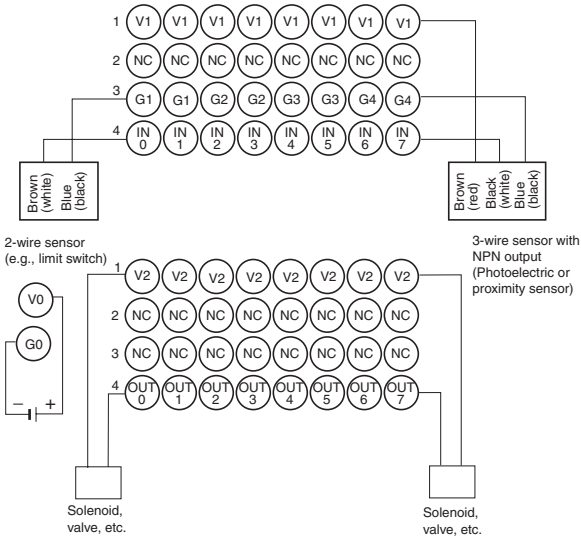 1 V1 V1 V1 V1 V1 V1 V1 V1
2 NC NC NC NC NC NC NC NC
3 G1 G1 G2 G2 G3 G3 G4 G4
4 IN 0 IN 1 IN 2 IN 3 IN 4 IN 5 IN 6 IN 7
Brown
(white)
Blue
(black)
Brown
(red)
Black
(white)
Blue
(black)
2-wire sensor
(e.g., limit switch)
3-wire sensor with
NPN output
(Photoelectric or
proximity sensor)
1 V2 V2 V2 V2 V2 V2 V2 V2
2 NC NC NC NC NC NC NC NC
3 NC NC NC NC NC NC NC NC
4 OUT 0 OUT 1 OUT 2 OUT 3 OUT 4 OUT 5 OUT 6 OUT 7
V0
G0
− +
Solenoid,
valve, etc.
Solenoid,
valve, etc.